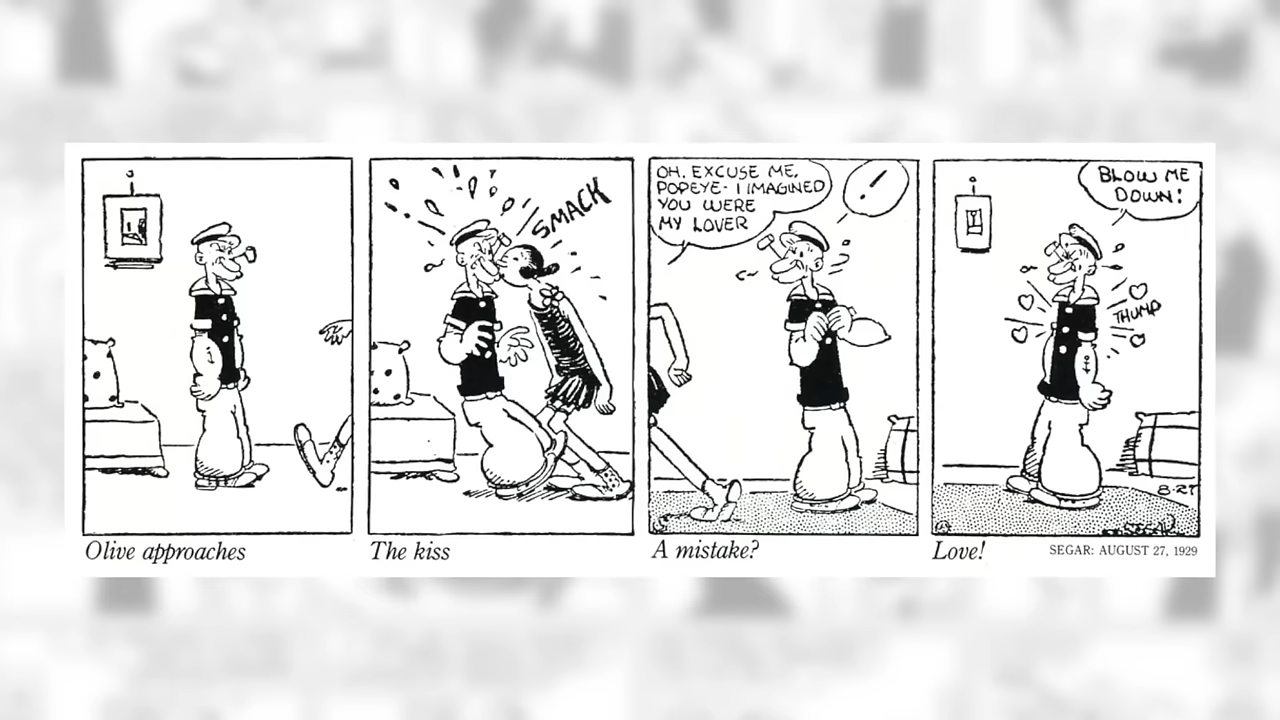 SMACK
OH, EXCUSE ME,
POPEYE- I IMAGINED
YOU WERE
MY LOVER
!
BLOW ME
DOWN!
THUMP
8-27
SEGAR
Olive approaches
The kiss
A mistake?
Love!
SEGAR: AUGUST 27, 1929